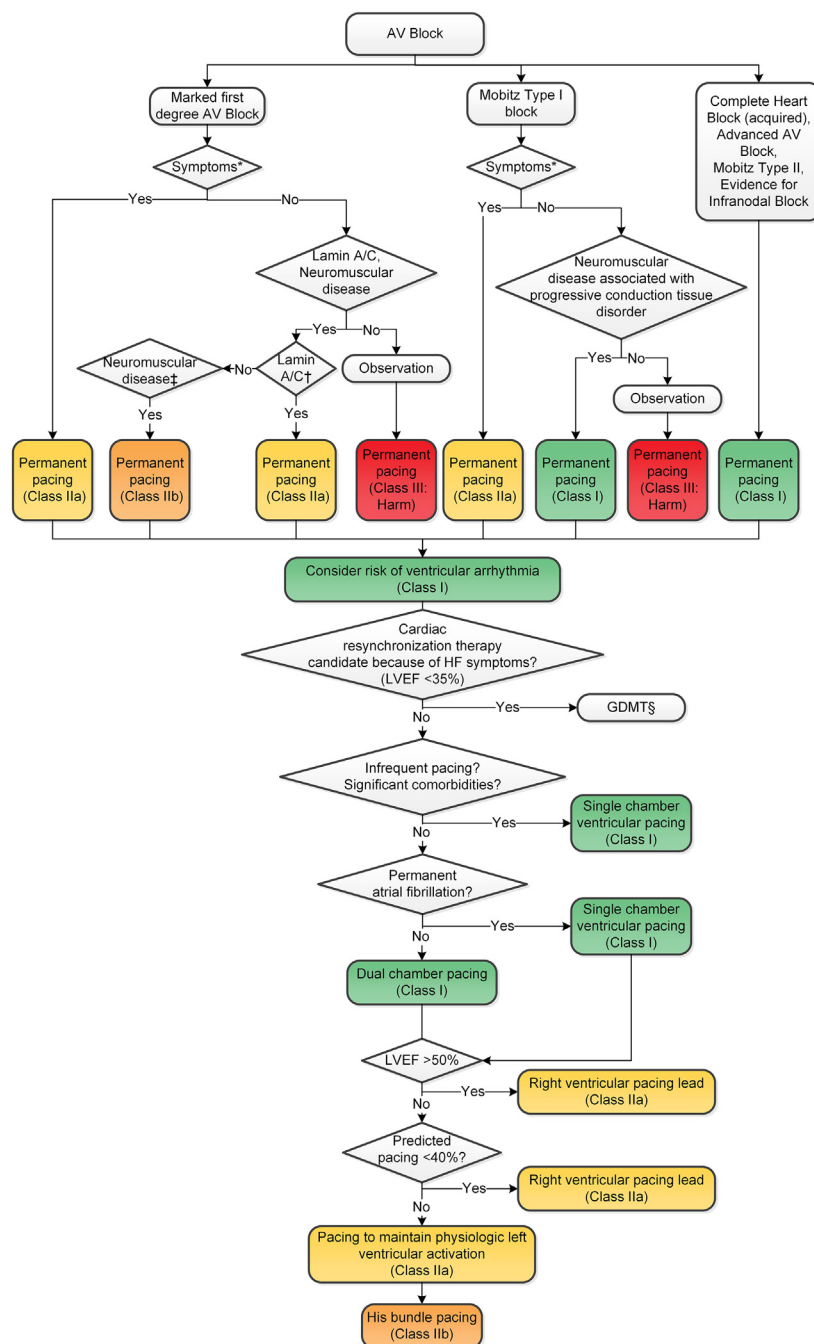 AV Block
Marked first
degree AV Block
Mobitz Type I
block
Complete Heart
Block (acquired),
Advanced AV
Block,
Mobitz Type II,
Evidence for
Infranodal Block
Symptoms*
Symptoms*
Yes
No
Yes
No
Lamin A/C,
Neuromuscular
disease
Neuromuscular
disease associated with
progressive conduction tissue
disorder
Yes
No
Neuromuscular
disease‡
No
Lamin
A/C†
Observation
Yes
No
Observation
Yes
Yes
Permanent
pacing
(Class IIa)
Permanent
pacing
(Class IIb)
Permanent
pacing
(Class IIa)
Permanent
pacing
(Class III:
Harm)
Permanent
pacing
(Class IIa)
Permanent
pacing
(Class I)
Permanent
pacing
(Class III:
Harm)
Permanent
pacing
(Class I)
Consider risk of ventricular arrhythmia
(Class I)
Cardiac
resynchronization therapy
candidate because of HF symptoms?
(LVEF <35%)
Yes
GDMT§
No
Infrequent pacing?
Significant comorbidities?
Yes
Single chamber
ventricular pacing
(Class I)
No
Permanent
atrial fibrillation?
Yes
Single chamber
ventricular pacing
(Class I)
No
Dual chamber pacing
(Class I)
LVEF >50%
Yes
Right ventricular pacing lead
(Class IIa)
No
Predicted
pacing <40%?
Yes
Right ventricular pacing lead
(Class IIa)
No
Pacing to maintain physiologic left
ventricular activation
(Class IIa)
His bundle pacing
(Class IIb)